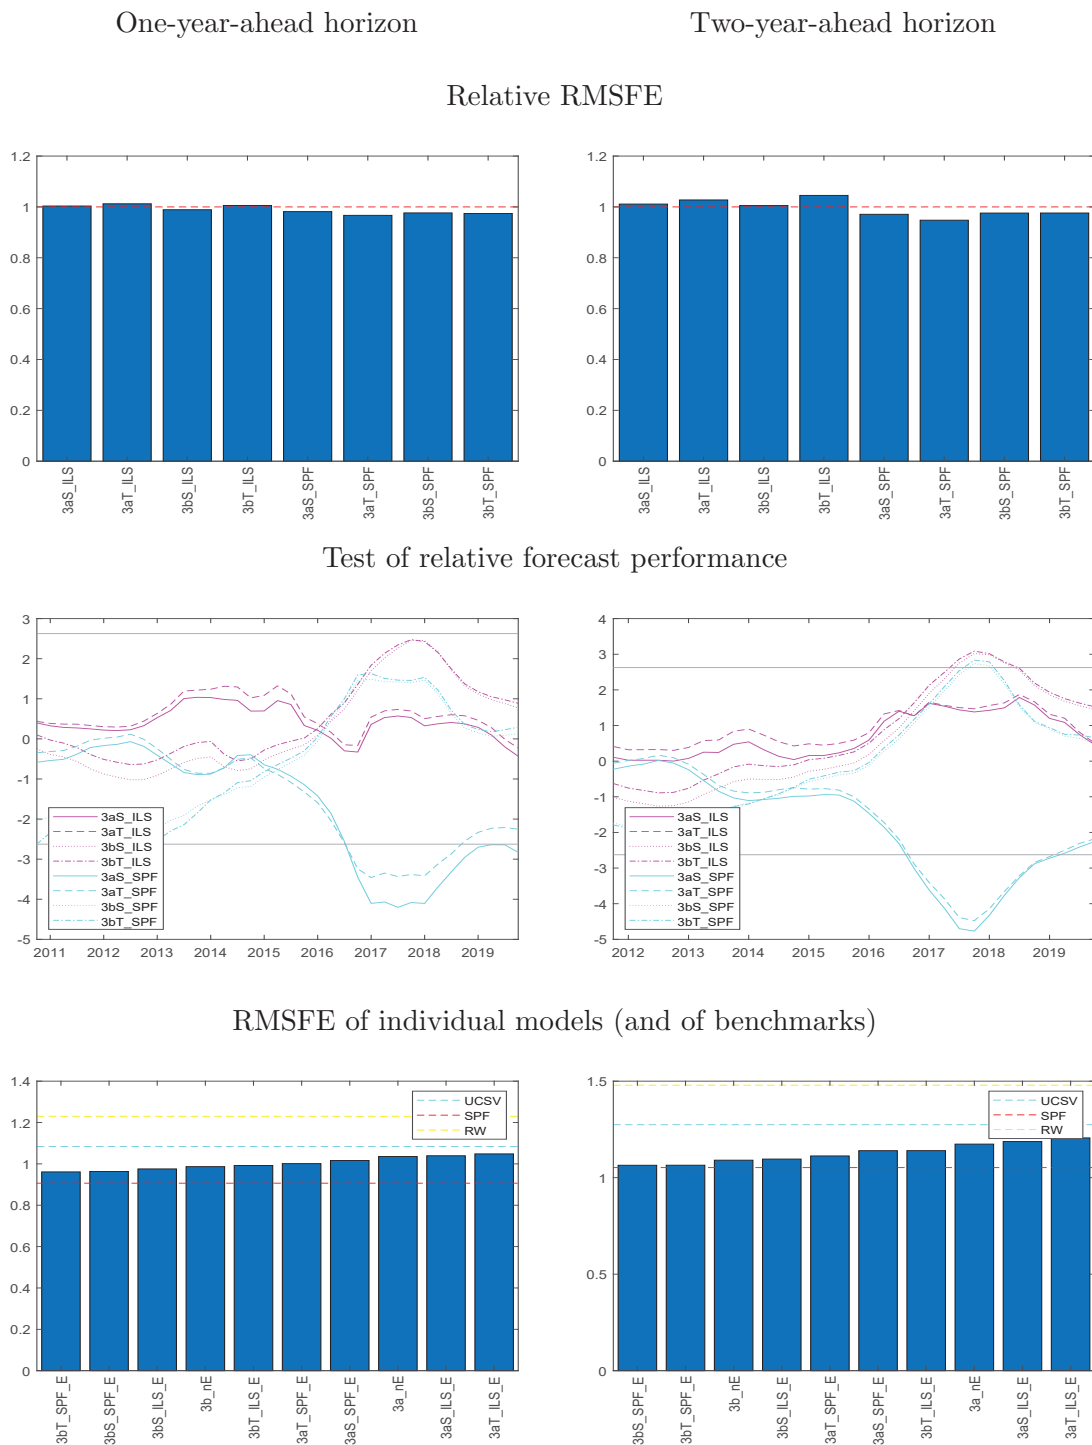 One-year-ahead horizon
Two-year-ahead horizon
Relative RMSFE
1.2
1
0.8
0.6
0.4
0.2
0
3aS_ILS
3aT_ILS
3bS_ILS
3bT_ILS
3aS_SPF
3aT_SPF
3bS_SPF
3bT_SPF
1.2
1
0.8
0.6
0.4
0.2
0
3aS_ILS
3aT_ILS
3bS_ILS
3bT_ILS
3aS_SPF
3aT_SPF
3bS_SPF
3bT_SPF
Test of relative forecast performance
3
2
1
0
-1
-2
-3
-4
-5
3aS_ILS
3aT_ILS
3bS_ILS
3bT_ILS
3aS_SPF
3aT_SPF
3bS_SPF
3bT_SPF
2011 2012 2013 2014 2015 2016 2017 2018 2019
4
3
2
1
0
-1
-2
-3
-4
-5
3aS_ILS
3aT_ILS
3bS_ILS
3bT_ILS
3aS_SPF
3aT_SPF
3bS_SPF
3bT_SPF
2012 2013 2014 2015 2016 2017 2018 2019
RMSFE of individual models (and of benchmarks)
1.4
1.2
1
0.8
0.6
0.4
0.2
0
UCSV
SPF
RW
3bT_SPF_E
3bS_SPF_E
3bS_ILS_E
3b_nE
3bT_ILS_E
3aT_SPF_E
3aS_SPF_E
3a_nE
3aS_ILS_E
3aT_ILS_E
1.5
1
0.5
0
UCSV
SPF
RW
3bS_SPF_E
3bT_SPF_E
3b_nE
3bS_ILS_E
3aT_SPF_E
3aS_SPF_E
3bT_ILS_E
3a_nE
3aS_ILS_E
3aT_ILS_E